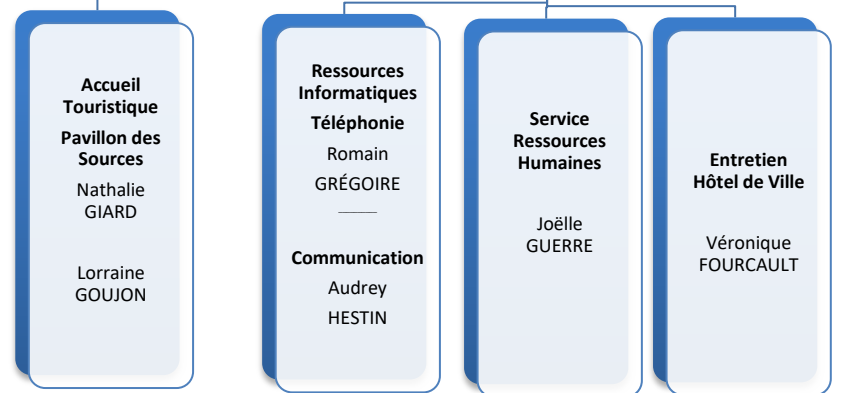 Accueil
Touristique
Pavillon des
Sources
Nathalie
GIARD
Lorraine
GOUJON
Ressources
Informatiques
Téléphonie
Romain
GRÉGOIRE
Communication
Audrey
HESTIN
Service
Ressources
Humaines
Joëlle
GUERRE
Entretien
Hôtel de Ville
Véronique
FOURCAULT